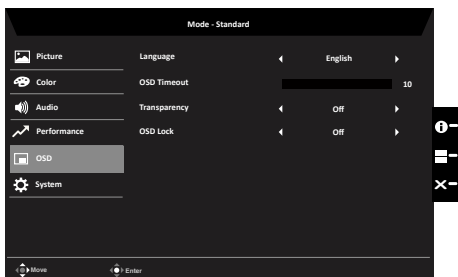 Mode - Standard
Picture
Language
English
Color
OSD Timeout
10
Audio
Transparency
Off
Performance
OSD Lock
Off
OSD
System
Move
Enter